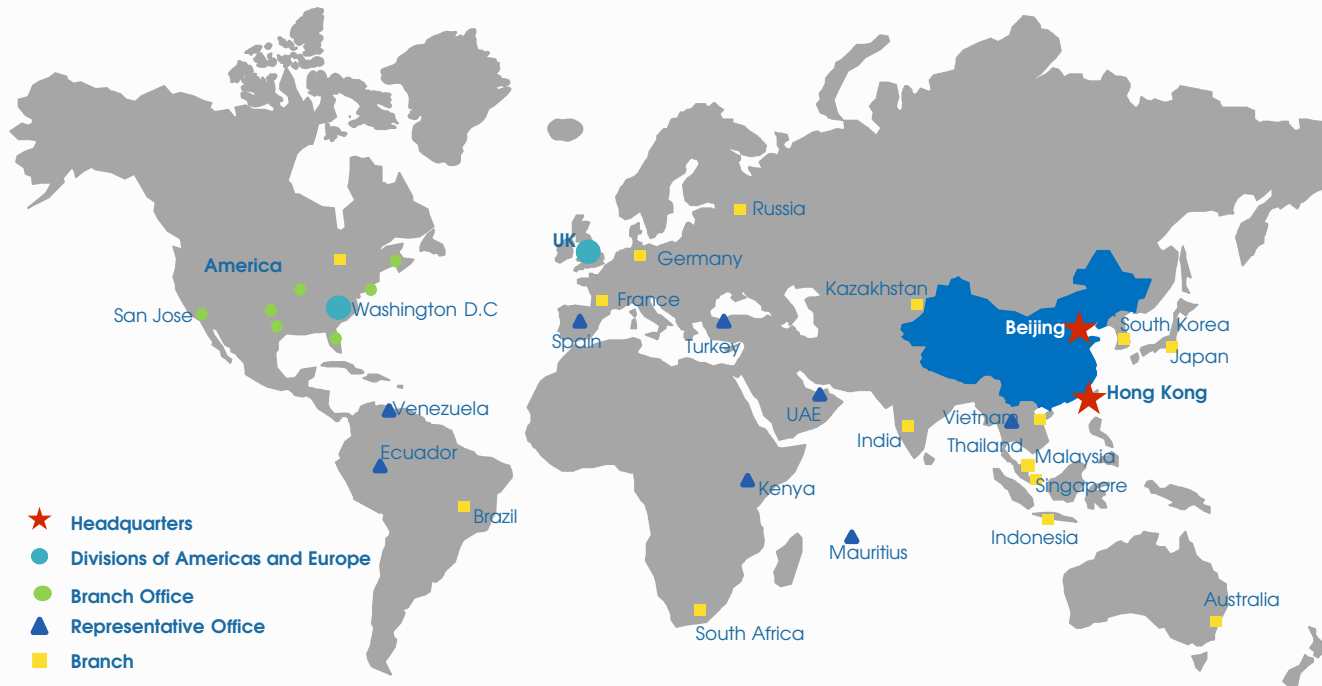 Russia
UK
Germany
America
Kazakhstan
France
San Jose
Washington D.C
Beijing
South Korea
Spain
Turkey
Japan
Hong Kong
Venezuela
UAE
Vietnam
India
Thailand
Ecuador
Malaysia
Kenya
Singapore
Brazil
Headquarters
Indonesia
Mauritius
Divisions of Americas and Europe
Branch Office
Australia
Representative Office
South Africa
Branch